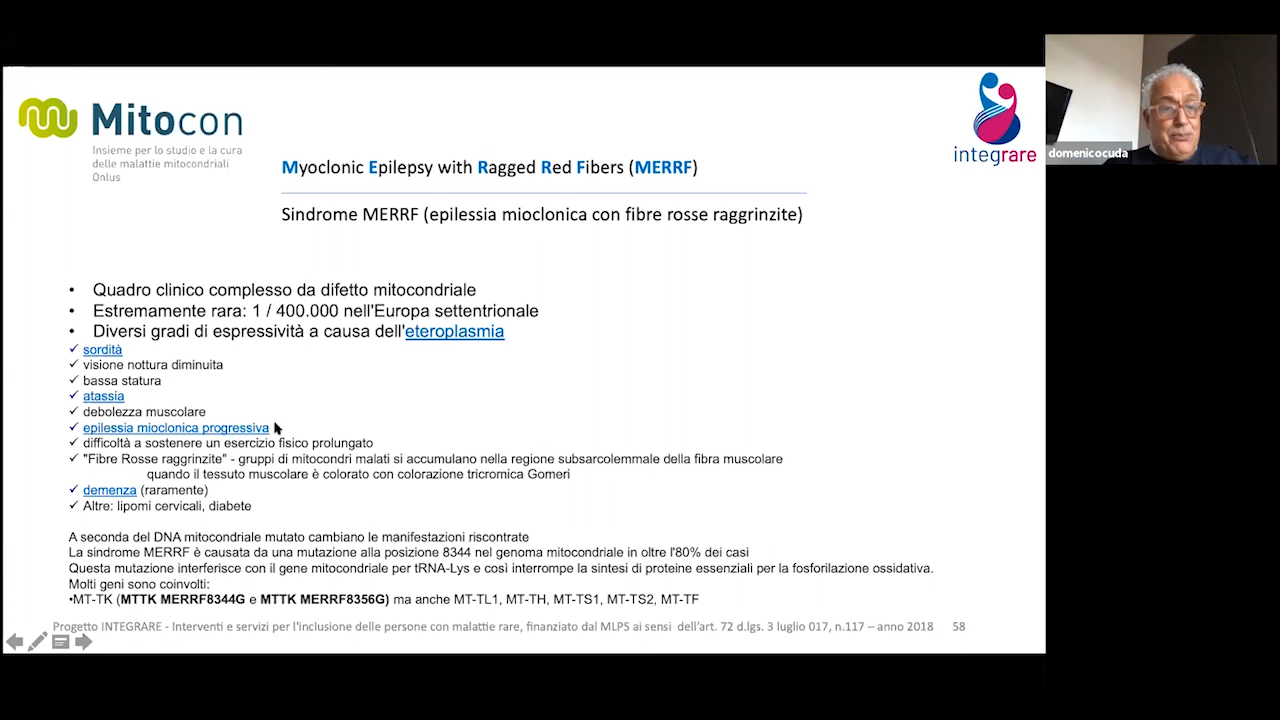 Mitocon
Insieme per lo studio e la cura
delle malattie mitocondriali
Onlus
integrare
domenicocuda
Myoclonic Epilepsy with Ragged Red Fibers (MERRF)
Sindrome MERRF (epilessia mioclonica con fibre rosse raggrinzite)
• Quadro clinico complesso da difetto mitocondriale
• Estremamente rara: 1 / 400.000 nell'Europa settentrionale
• Diversi gradi di espressività a causa dell'eteroplasmia
✓ sordità
✓ visione nottura diminuita
✓ bassa statura
✓ atassia
✓ debolezza muscolare
✓ epilessia mioclonica progressiva
✓ difficoltà a sostenere un esercizio fisico prolungato
✓ "Fibre Rosse raggrinzite" - gruppi di mitocondri malati si accumulano nella regione subsarcolemmale della fibra muscolare
quando il tessuto muscolare è colorato con colorazione tricromica Gomeri
✓ demenza (raramente)
✓ Altre: lipomi cervicali, diabete
A seconda del DNA mitocondriale mutato cambiano le manifestazioni riscontrate
La sindrome MERRF è causata da una mutazione alla posizione 8344 nel genoma mitocondriale in oltre l'80% dei casi
Questa mutazione interferisce con il gene mitocondriale per tRNA-Lys e così interrompe la sintesi di proteine essenziali per la fosforilazione ossidativa.
Molti geni sono coinvolti:
•MT-TK (MTTK MERRF8344G e MTTK MERRF8356G) ma anche MT-TL1, MT-TH, MT-TS1, MT-TS2, MT-TF
Progetto INTEGRARE - Interventi e servizi per l'inclusione delle persone con malattie rare, finanziato dal MLPS ai sensi dell'art. 72 d.lgs. 3 luglio 017, n.117 – anno 2018 58